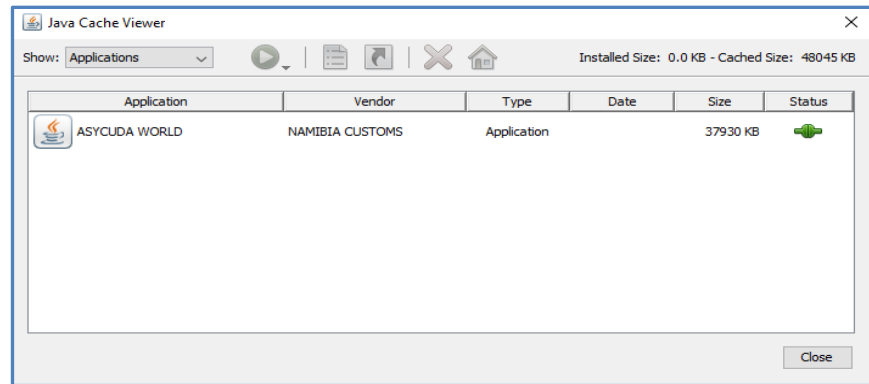 Java Cache Viewer
Show: Applications Installed Size: 0.0 KB - Cached Size: 48045 KB
Application Vendor Type Date Size Status
ASYCUDA WORLD NAMIBIA CUSTOMS Application 37930 KB
Close